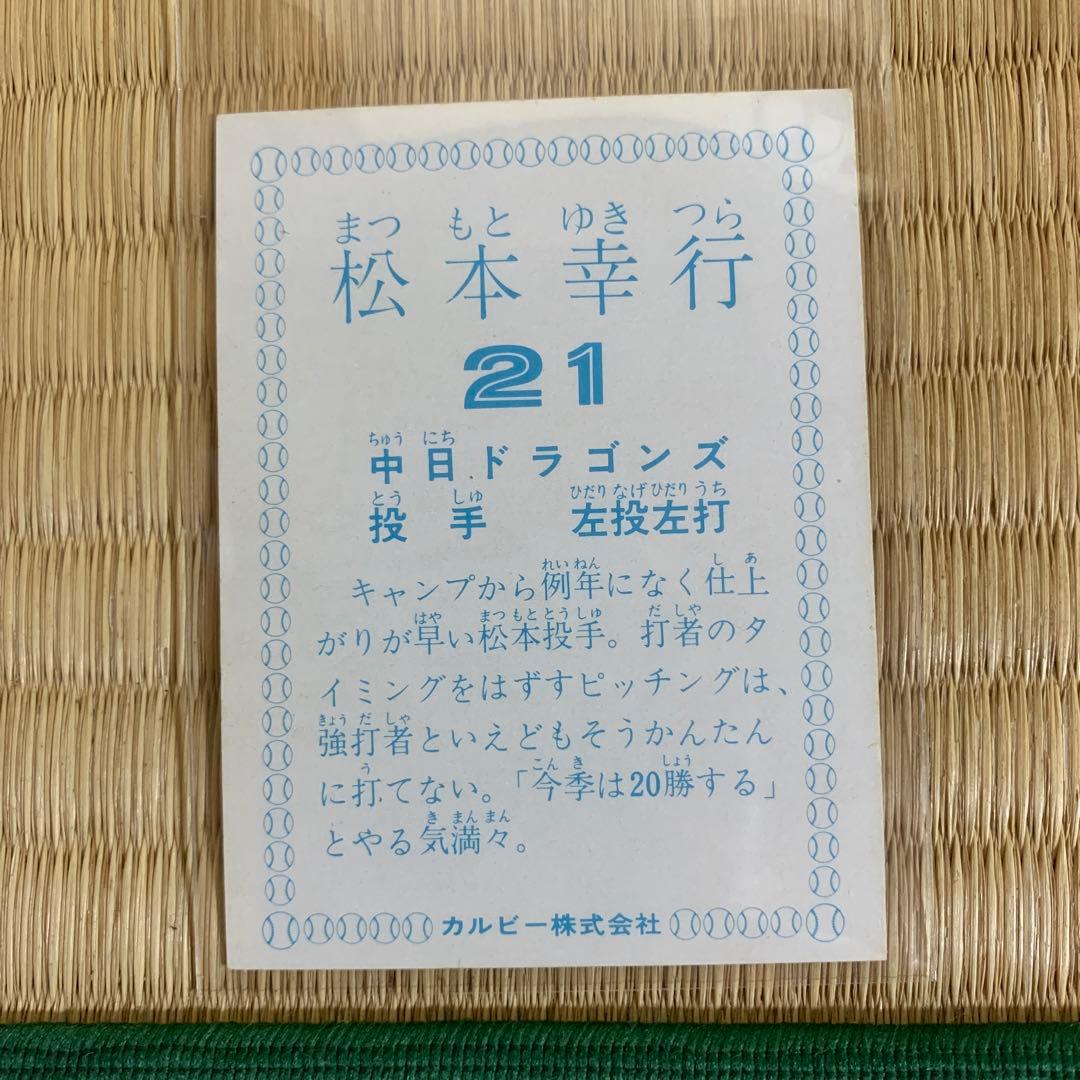 まつ もと ゆき つら
松本幸行
21
ちゅう にち
中日ドラゴンズ
とう しゅ ひだり なげ ひだり うち
投手 左投左打
れい ねん し あ
キャンプから例年になく仕上
はや まつ もと とう しゅ だ しゃ
がりが早い松本投手。打者のタ
イミングをはずすピッチングは、
きょう だ しゃ
強打者といえどもそうかんたん
う こん き しょう
に打てない。「今季は20勝する」
き まん まん
とやる気満々。
カルビー株式会社